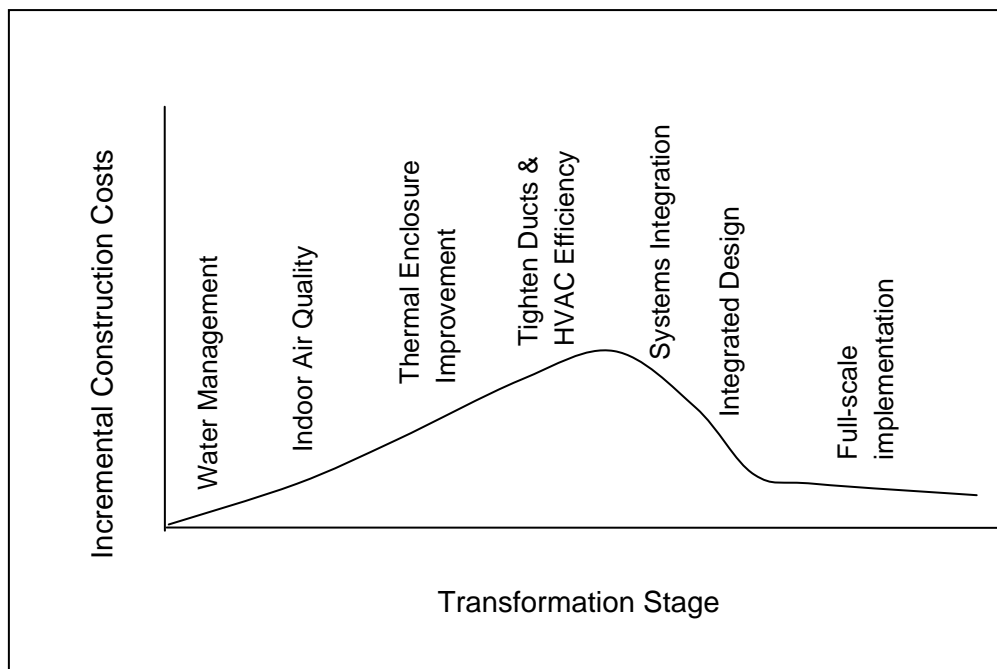 Incremental Construction Costs
Water Management
Indoor Air Quality
Thermal Enclosure
Improvement
Tighten Ducts &
HVAC Efficiency
Systems Integration
Integrated Design
Full-scale
implementation
Transformation Stage